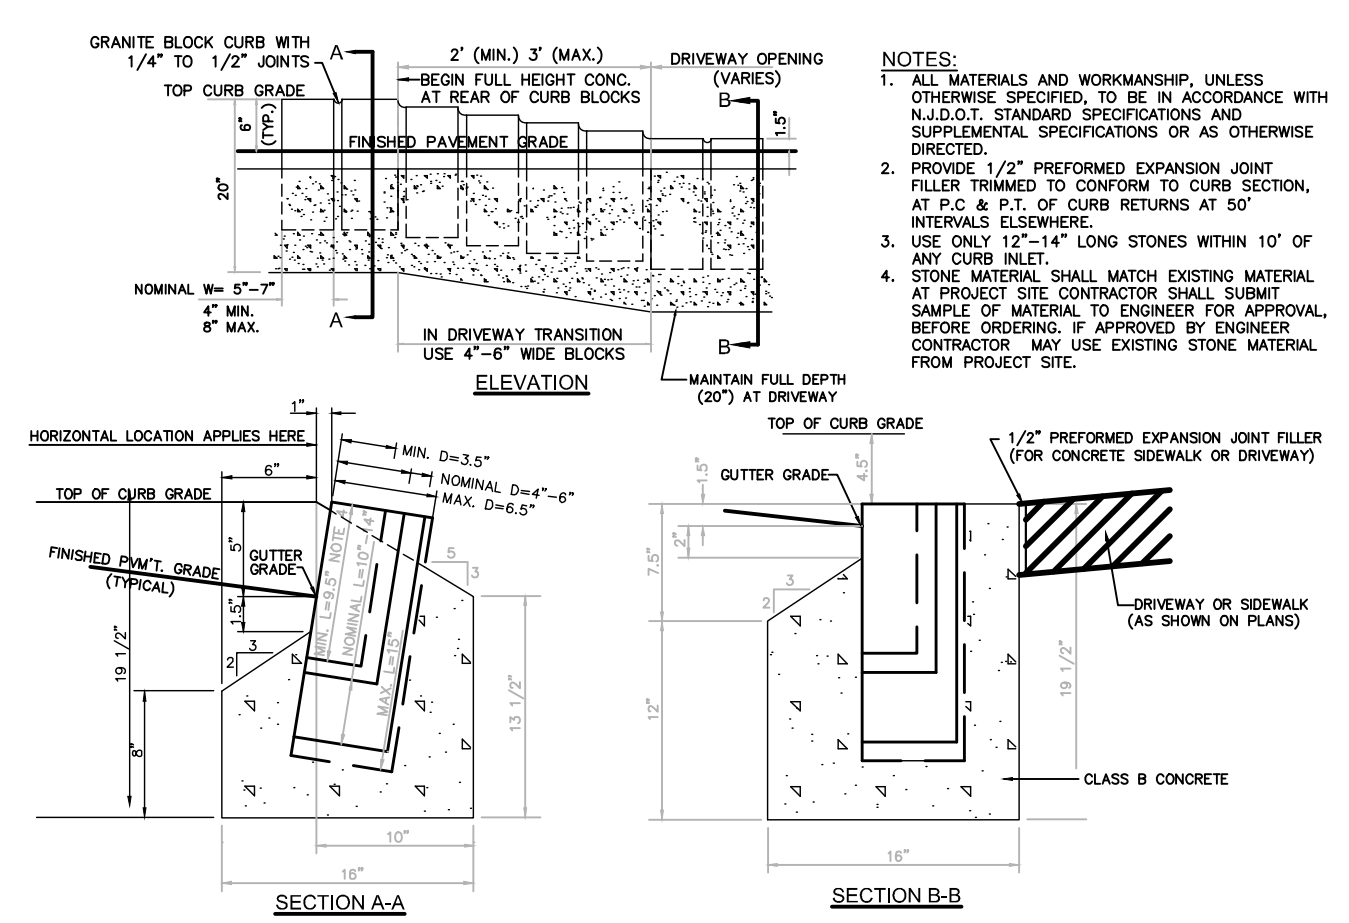 GRANITE BLOCK CURB WITH
1/4" TO 1/2" JOINTS
TOP CURB GRADE
6"
(TYP.)
20"
A
A
2' (MIN.) 3' (MAX.)
BEGIN FULL HEIGHT CONC.
AT REAR OF CURB BLOCKS
FINISHED PAVEMENT GRADE
DRIVEWAY OPENING
(VARIES)
B
B
1.5"
NOMINAL W= 5"-7"
4" MIN.
8" MAX.
IN DRIVEWAY TRANSITION
USE 4"-6" WIDE BLOCKS
MAINTAIN FULL DEPTH
(20") AT DRIVEWAY
ELEVATION
NOTES:
1. ALL MATERIALS AND WORKMANSHIP, UNLESS
OTHERWISE SPECIFIED, TO BE IN ACCORDANCE WITH
N.J.D.O.T. STANDARD SPECIFICATIONS AND
SUPPLEMENTAL SPECIFICATIONS OR AS OTHERWISE
DIRECTED.
2. PROVIDE 1/2" PREFORMED EXPANSION JOINT
FILLER TRIMMED TO CONFORM TO CURB SECTION,
AT P.C & P.T. OF CURB RETURNS AT 50'
INTERVALS ELSEWHERE.
3. USE ONLY 12"-14" LONG STONES WITHIN 10' OF
ANY CURB INLET.
4. STONE MATERIAL SHALL MATCH EXISTING MATERIAL
AT PROJECT SITE CONTRACTOR SHALL SUBMIT
SAMPLE OF MATERIAL TO ENGINEER FOR APPROVAL,
BEFORE ORDERING. IF APPROVED BY ENGINEER
CONTRACTOR MAY USE EXISTING STONE MATERIAL
FROM PROJECT SITE.
1"
HORIZONTAL LOCATION APPLIES HERE
6"
TOP OF CURB GRADE
FINISHED PVM'T. GRADE
(TYPICAL)
5"
GUTTER
GRADE
1.5"
3
2
19 1/2"
8"
MIN. D=3.5"
NOMINAL D=4"-6"
MAX. D=6.5"
MIN. L=9.5" NOTE 4
NOMINAL L=10"-14"
MAX. L=15"
5
3
13 1/2"
10"
16"
SECTION A-A
TOP OF CURB GRADE
4.5"
1.5"
GUTTER GRADE
2"
7.5"
3
2
12"
1/2" PREFORMED EXPANSION JOINT FILLER
(FOR CONCRETE SIDEWALK OR DRIVEWAY)
DRIVEWAY OR SIDEWALK
(AS SHOWN ON PLANS)
19 1/2"
CLASS B CONCRETE
16"
SECTION B-B